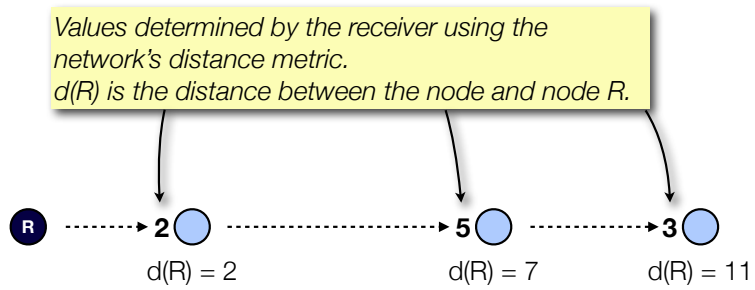 Values determined by the receiver using the
network's distance metric.
d(R) is the distance between the node and node R.
R 2 5 3
d(R) = 2 d(R) = 7 d(R) = 11